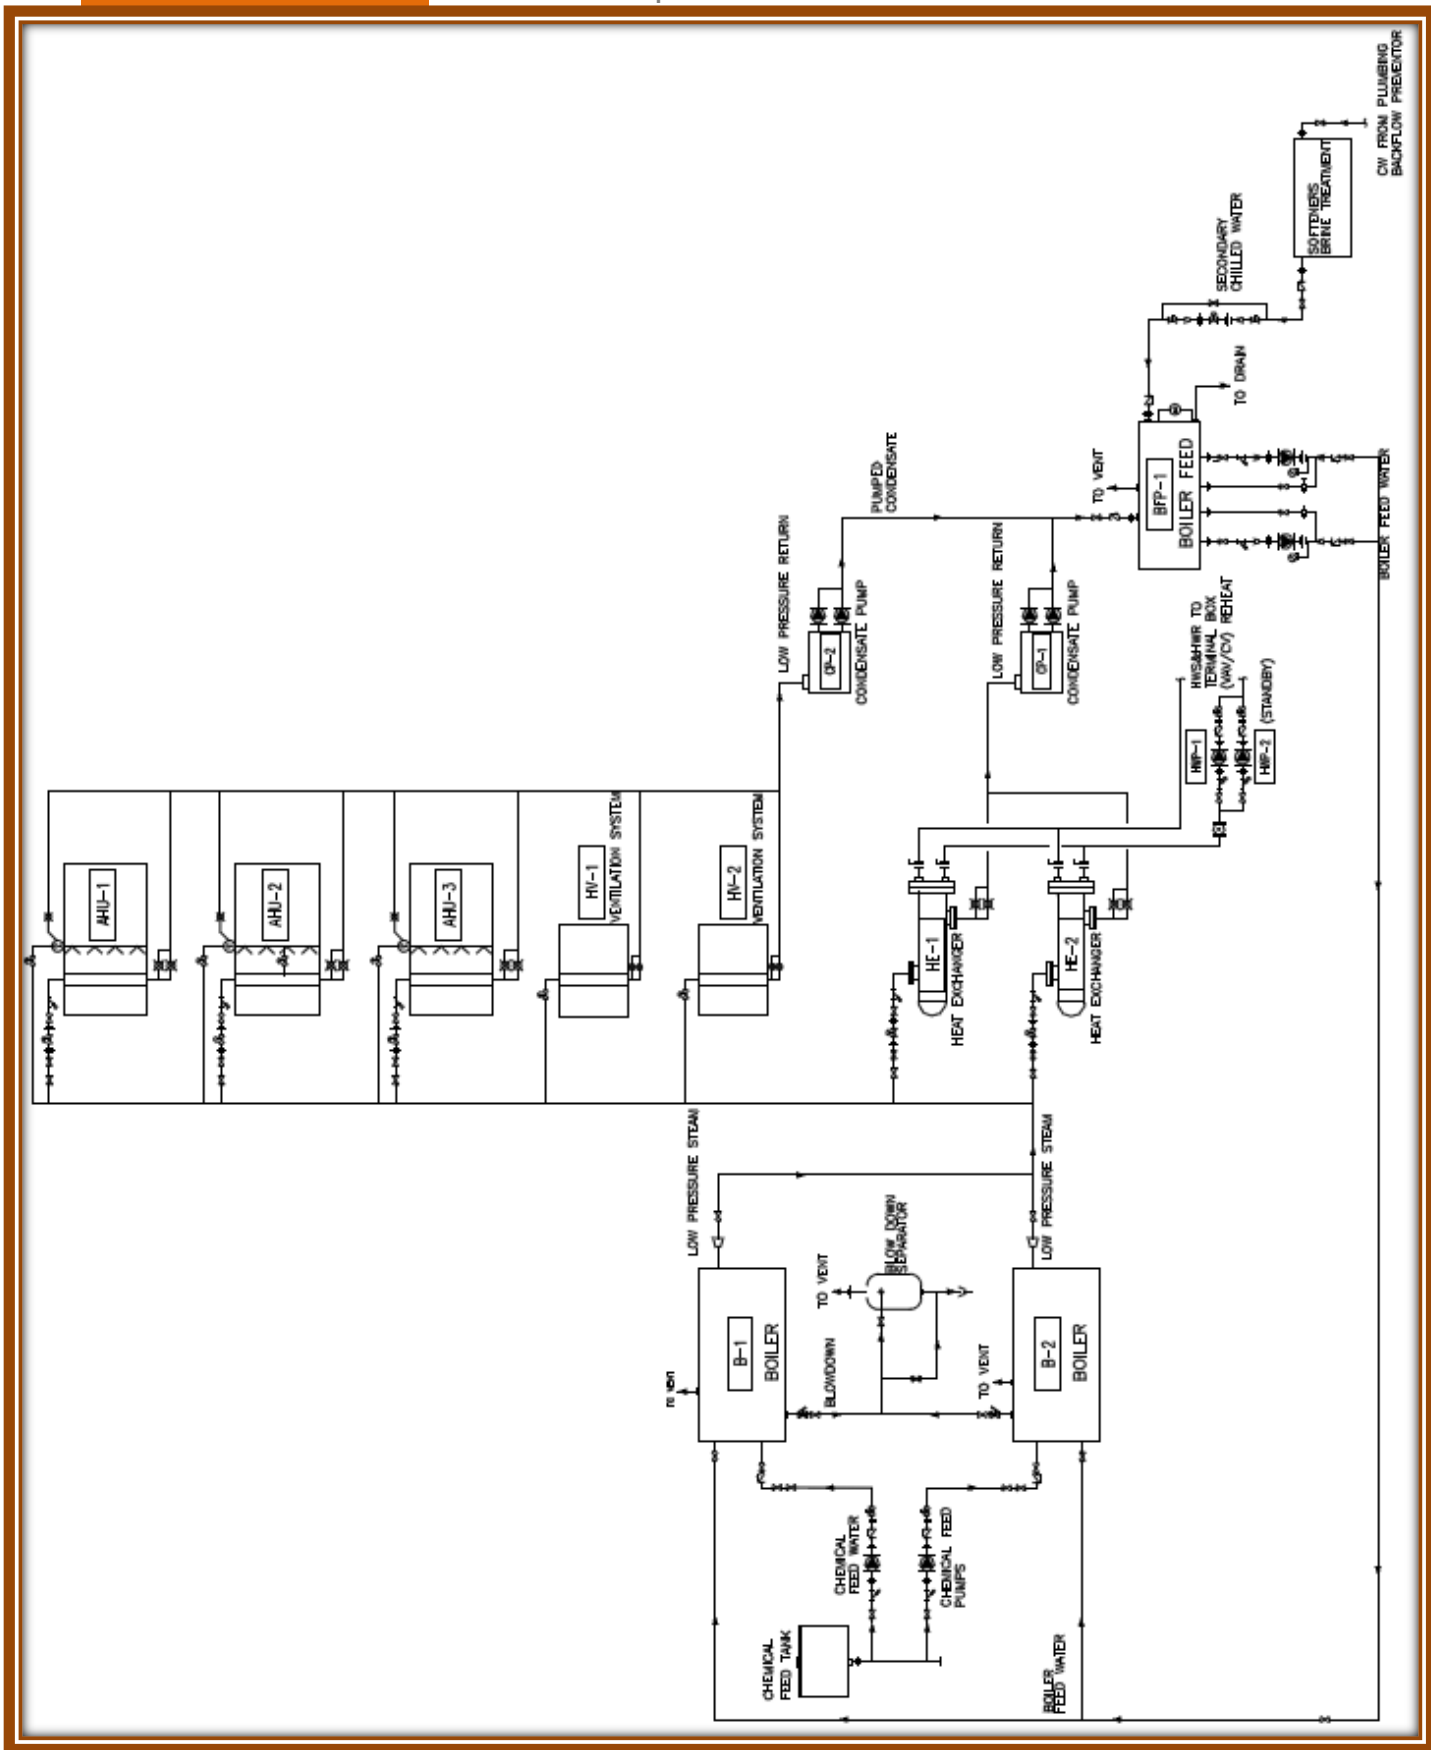 CW FROM PLUMBING
BACKFLOW PREVENTOR
SOFTENERS
BRINE TREATMENT
SECONDARY
CHILLED WATER
TO DRAIN
BFP-1
BOILER FEED
TO VENT
BOILER FEED WATER
PUMPED
CONDENSATE
LOW PRESSURE RETURN
CP-2
CONDENSATE PUMP
LOW PRESSURE RETURN
CP-1
CONDENSATE PUMP
HWS&HWR TO
TERMINAL BOX
(VAV/CV) REHEAT
HWP-1
HWP-2
(STANDBY)
AHU-1
AHU-2
AHU-3
HV-1
VENTILATION SYSTEM
HV-2
VENTILATION SYSTEM
HE-1
HEAT EXCHANGER
HE-2
HEAT EXCHANGER
LOW PRESSURE STEAM
LOW PRESSURE STEAM
BLOW DOWN
SEPARATOR
TO VENT
BLOWDOWN
B-1
BOILER
TO VENT
B-2
BOILER
TO VENT
CHEMICAL
FEED WATER
CHEMICAL FEED
PUMPS
CHEMICAL
FEED TANK
BOILER
FEED WATER